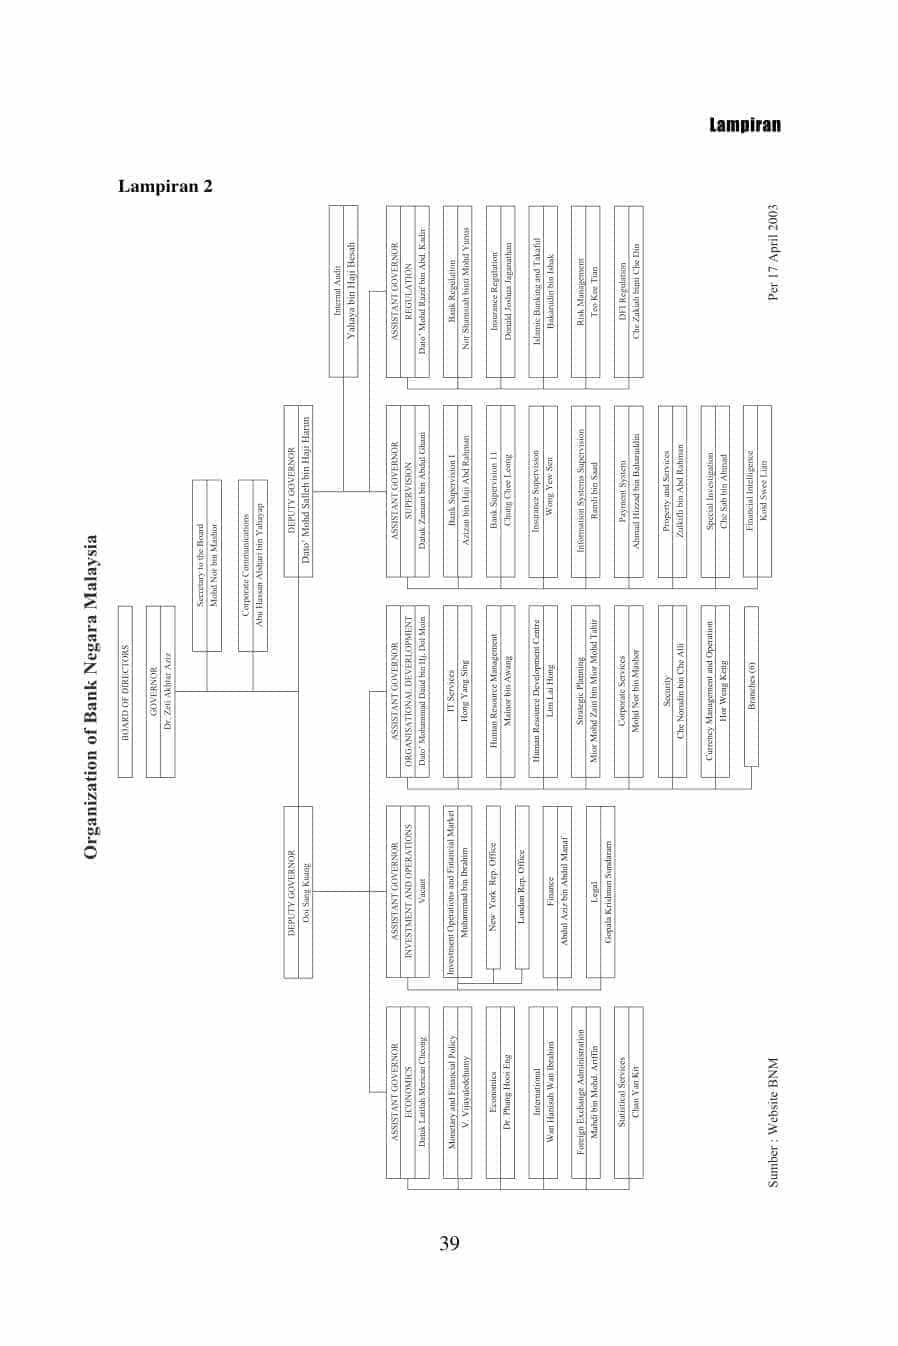 Lampiran
Lampiran 2
Organization of Bank Negara Malaysia
BOARD OF DIRECTORS
GOVERNOR
Dr. Zeti Akhtar Aziz
Secretary to the Board
Mohd Nor bin Mashor
Corporate Communications
Abu Hassan Alshari bin Yahayap
DEPUTY GOVERNOR
Ooi Sang Kuang
DEPUTY GOVERNOR
Dato' Mohd Salleh bin Haji Harun
Internal Audit
Yahaya bin Haji Besah
ASSISTANT GOVERNOR
ECONOMICS
Datuk Latifah Merican Cheong
Monetary and Financial Policy
V. Vijayaledchumy
Economics
Dr. Phang Hooi Eng
International
Wan Hanisah Wan Ibrahim
Foreign Exchange Administration
Mahdi bin Mohd. Ariffin
Statistical Services
Chan Yan Kit
ASSISTANT GOVERNOR
INVESTMENT AND OPERATIONS
Vacant
Investment Operations and Financial Market
Muhammad bin Ibrahim
New York Rep. Office
London Rep. Office
Finance
Abdul Aziz bin Abdul Manaf
Legal
Gopala Krishnan Sundaram
ASSISTANT GOVERNOR
ORGANISATIONAL DEVERLOPMENT
Dato' Mohammad Daud bin Hj. Dol Moin
IT Services
Hong Yang Sing
Human Resource Management
Mainor bin Awang
Human Resource Development Centre
Lim Lai Hong
Strategic Planning
Mior Mohd Zain bin Mior Mohd Tahir
Corporate Services
Mohd Nor bin Mashor
Security
Che Norudin bin Che Alli
Currency Management and Operation
Hor Weng Keng
Branches (6)
ASSISTANT GOVERNOR
SUPERVISION
Datuk Zamani bin Abdul Ghani
Bank Supervision I
Azizan bin Haji Abd Rahman
Bank Supervision 11
Chung Chee Leong
Insurance Supervision
Wong Yew Sen
Information Systems Supervision
Ramli bin Saad
Payment System
Ahmad Hizzad bin Baharuddin
Property and Services
Zulkifli bin Abd Rahman
Special Investigation
Che Sab bin Ahmad
Financial Intelligence
Koid Swee Lian
ASSISTANT GOVERNOR
REGULATION
Dato' Mohd Razif bin Abd. Kadir
Bank Regulation
Nor Shamsiah binti Mohd Yunus
Insurance Regulation
Donald Joshua Jaganathan
Islamic Banking and Takaful
Bakarudin bin Ishak
Risk Management
Teo Kee Tian
DFI Regulation
Che Zakiah binti Che Din
Sumber : Website BNM
Per 17 April 2003
39